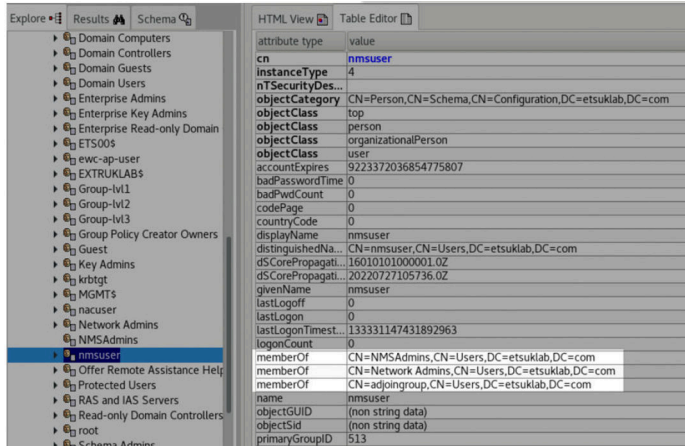 Explore
Results
Schema
Domain Computers
Domain Controllers
Domain Guests
Domain Users
Enterprise Admins
Enterprise Key Admins
Enterprise Read-only Domain
ETS00$
ewc-ap-user
EXTRUKLAB$
Group-lvl1
Group-lvl2
Group-lvl3
Group Policy Creator Owners
Guest
Key Admins
krbtgt
MGMT$
nacuser
Network Admins
NMSAdmins
nmsuser
Offer Remote Assistance Help
Protected Users
RAS and IAS Servers
Read-only Domain Controllers
root
Schema Admins
HTML View
Table Editor
attribute type value
cn nmsuser
instanceType 4
nTSecurityDes...
objectCategory CN=Person,CN=Schema,CN=Configuration,DC=etsuklab,DC=com
objectClass top
objectClass person
objectClass organizationalPerson
objectClass user
accountExpires 9223372036854775807
badPasswordTime 0
badPwdCount 0
codePage 0
countryCode 0
displayName nmsuser
distinguishedNa... CN=nmsuser,CN=Users,DC=etsuklab,DC=com
dSCorePropagati... 16010101000001.0Z
dSCorePropagati... 20220727105736.0Z
givenName nmsuser
lastLogoff 0
lastLogon 0
lastLogonTimest... 133331147431892963
logonCount 0
memberOf CN=NMSAdmins,CN=Users,DC=etsuklab,DC=com
memberOf CN=Network Admins,CN=Users,DC=etsuklab,DC=com
memberOf CN=adjoingroup,CN=Users,DC=etsuklab,DC=com
name nmsuser
objectGUID (non string data)
objectSid (non string data)
primaryGroupID 513